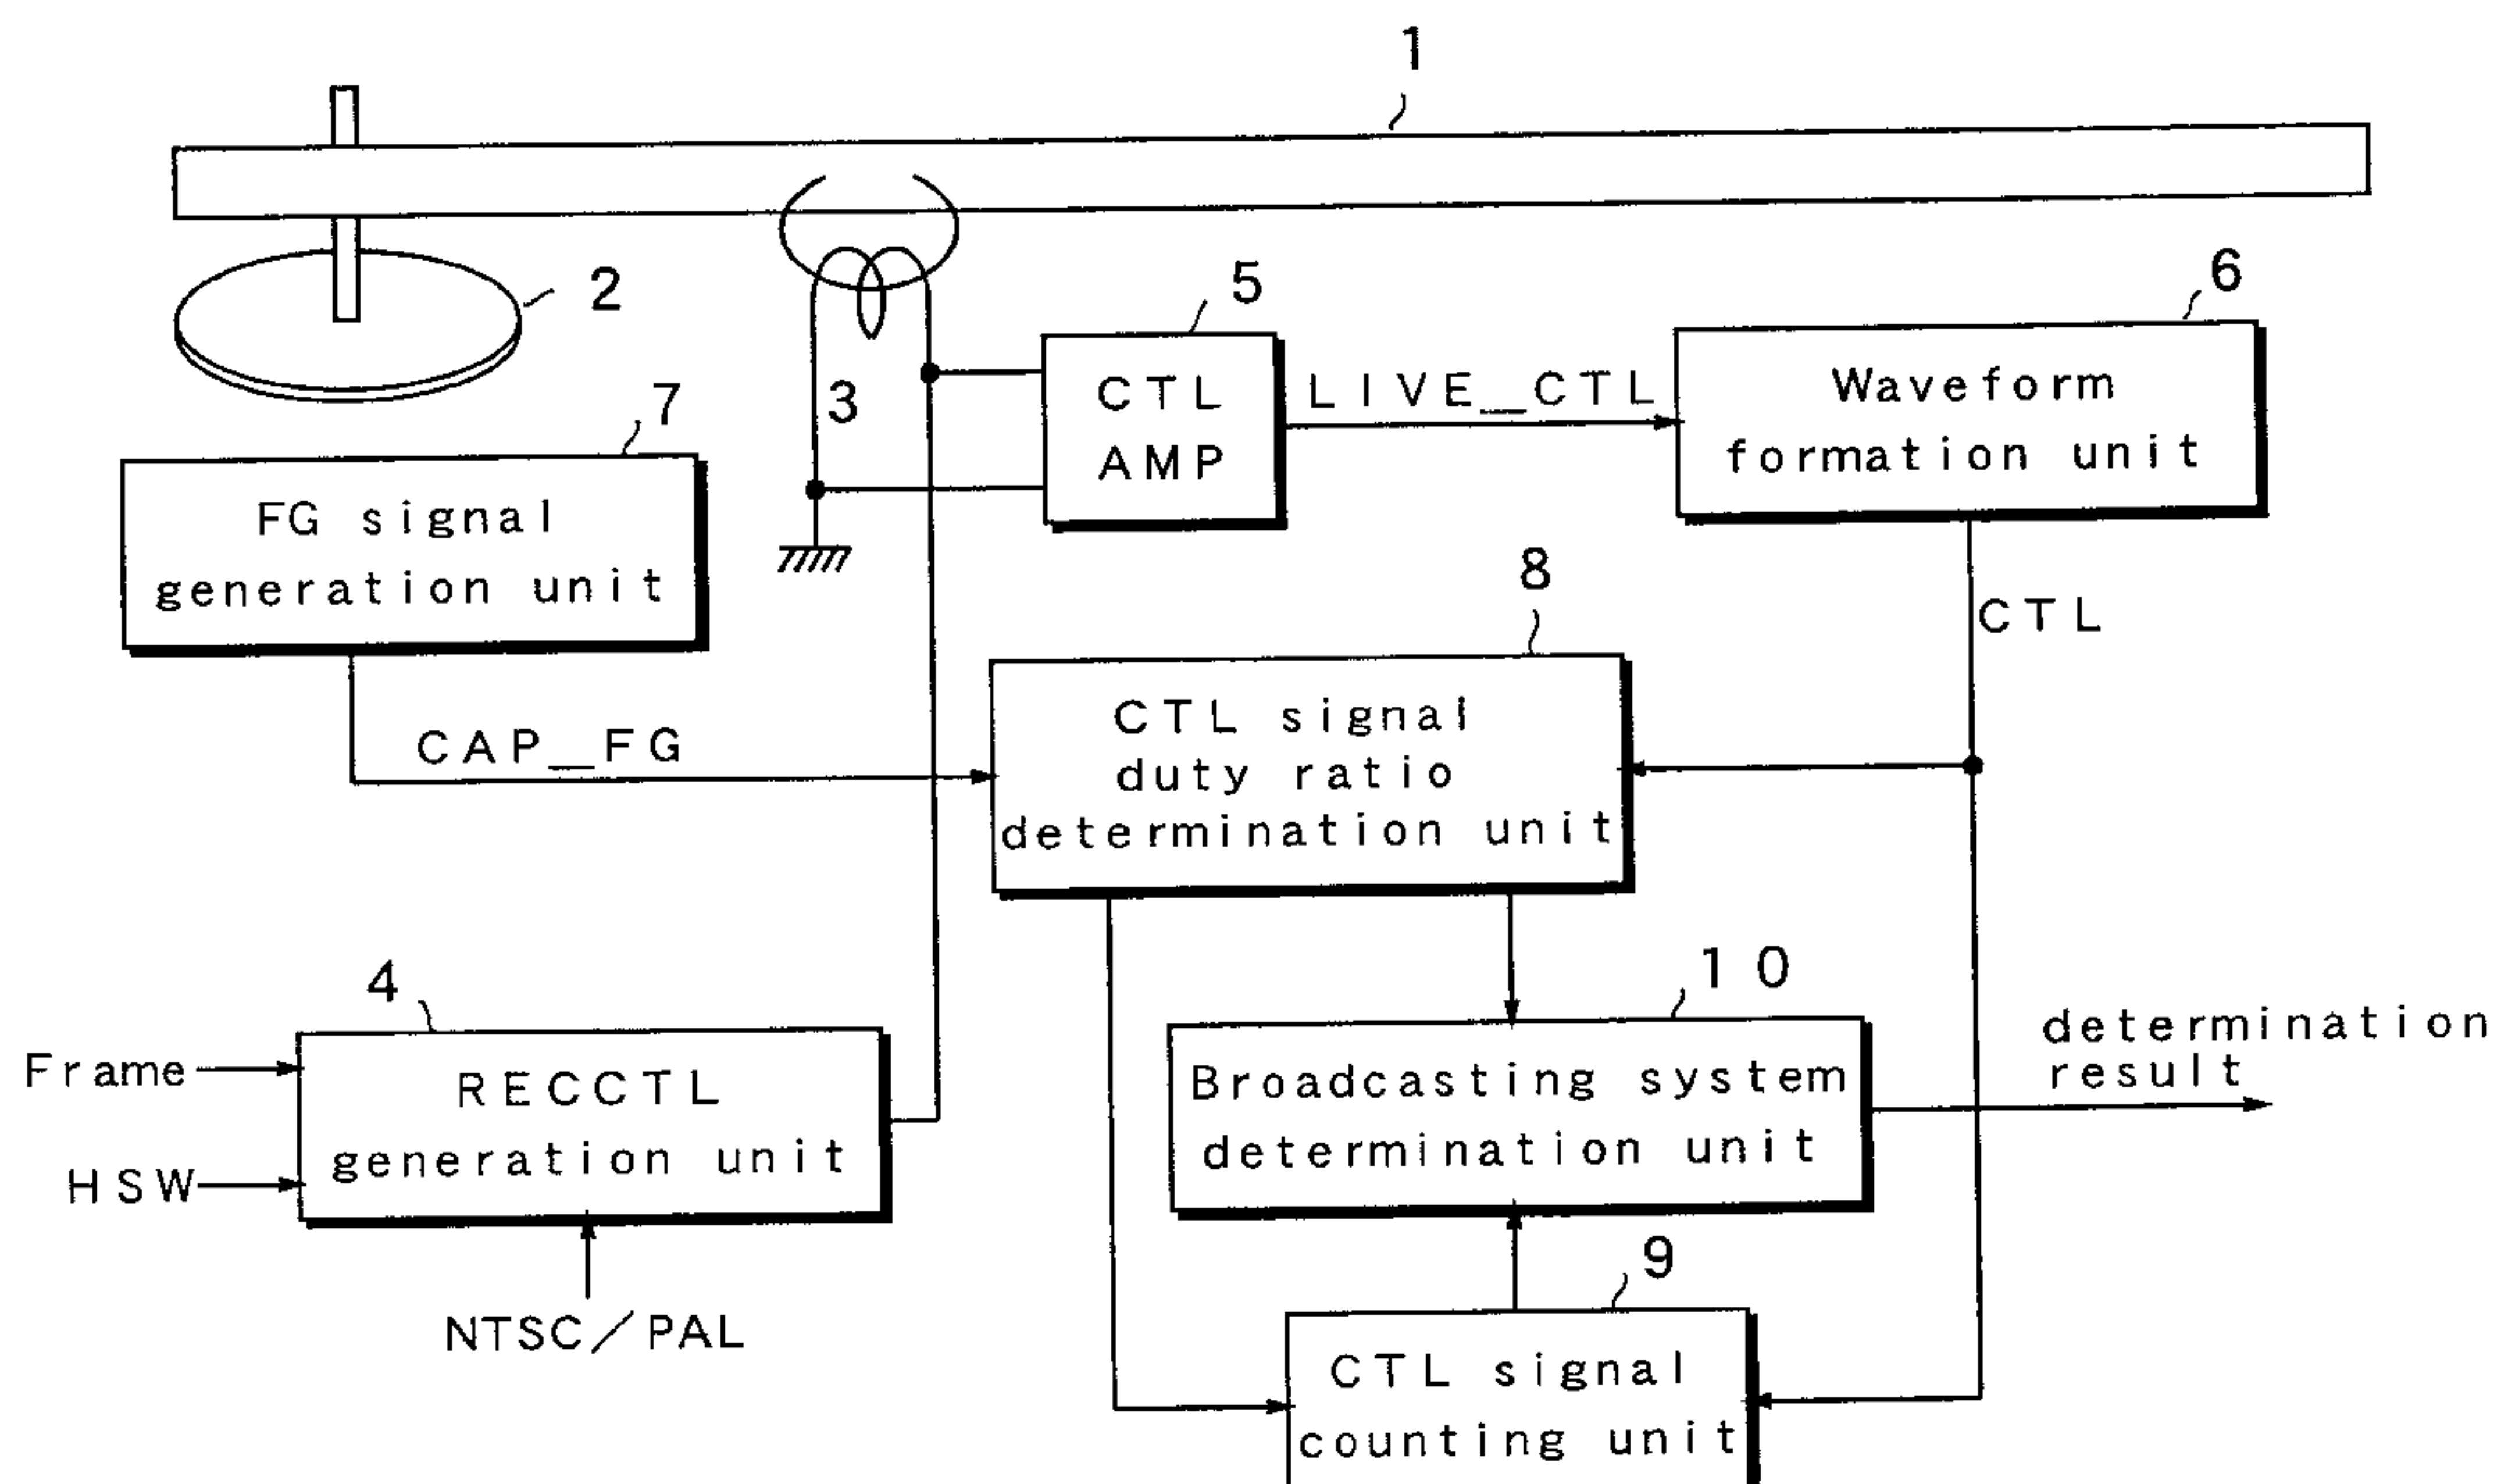 1
2
3
5
CTL
AMP
LIVE_CTL
6
Waveform
formation unit
7
FG signal
generation unit
CTL
8
CTL signal
duty ratio
determination unit
CAP_FG
4
Frame
HSW
RECCTL
generation unit
NTSC/PAL
10
Broadcasting system
determination unit
determination
result
9
CTL signal
counting unit